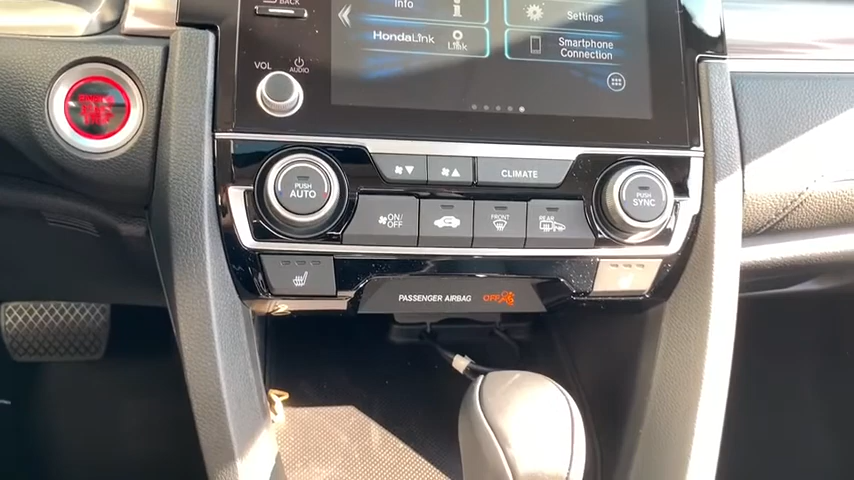 BACK
Info
Settings
HondaLink
Link
Smartphone
Connection
VOL
AUDIO
CLIMATE
PUSH
AUTO
PUSH
SYNC
ON/
OFF
FRONT
REAR
PASSENGER AIRBAG OFF